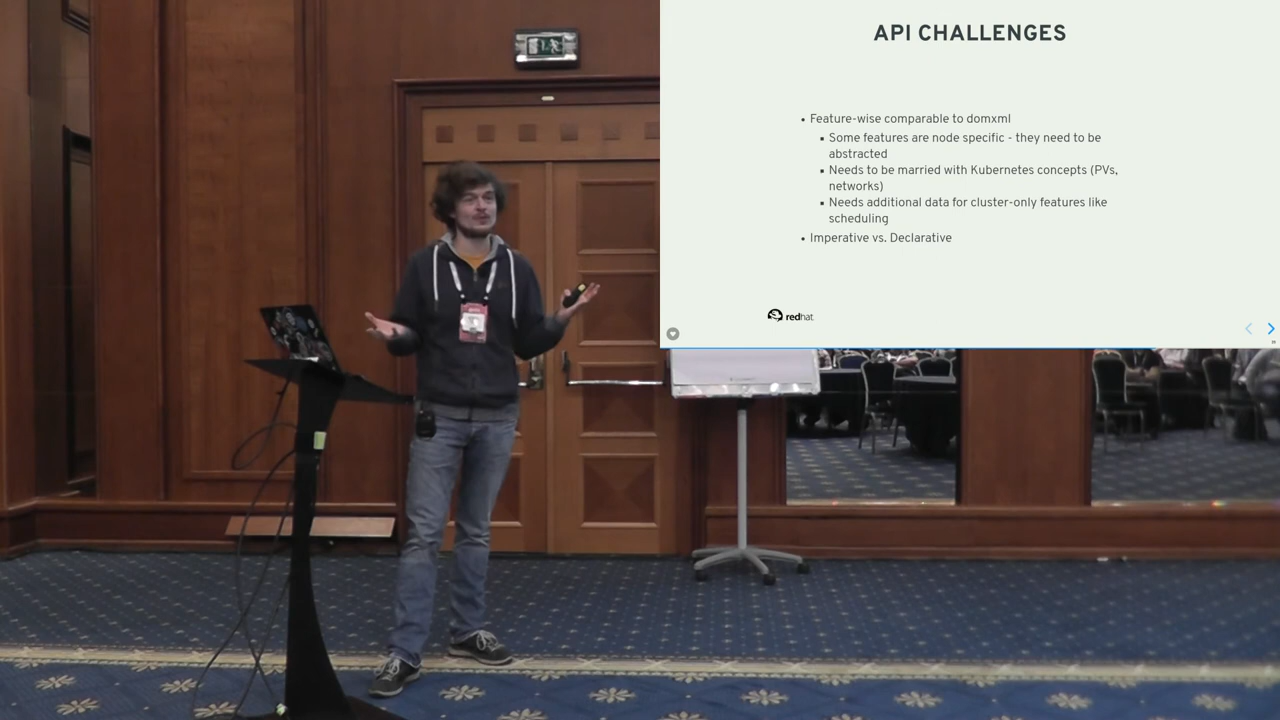 API CHALLENGES
• Feature-wise comparable to domxml
▪ Some features are node specific - they need to be
abstracted
▪ Needs to be married with Kubernetes concepts (PVs,
networks)
▪ Needs additional data for cluster-only features like
scheduling
• Imperative vs. Declarative
redhat.